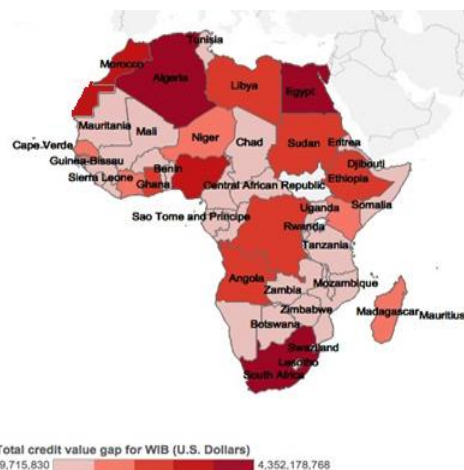 Tunisia
Morocco
Algeria
Libya
Egypt
Mauritania
Mali
Niger
Chad
Sudan
Eritrea
Cape Verde
Guinea-Bissau
Djibouti
Benin
Sierra Leone
Ghana
Central African Republic
Ethiopia
Sao Tome and Principe
Uganda
Somalia
Rwanda
Tanzania
Angola
Zambia
Mozambique
Zimbabwe
Madagascar
Mauritius
Botswana
Swaziland
Lesotho
South Africa
Total credit value gap for WIB (U.S. Dollars)
9,715,830 4,352,178,768